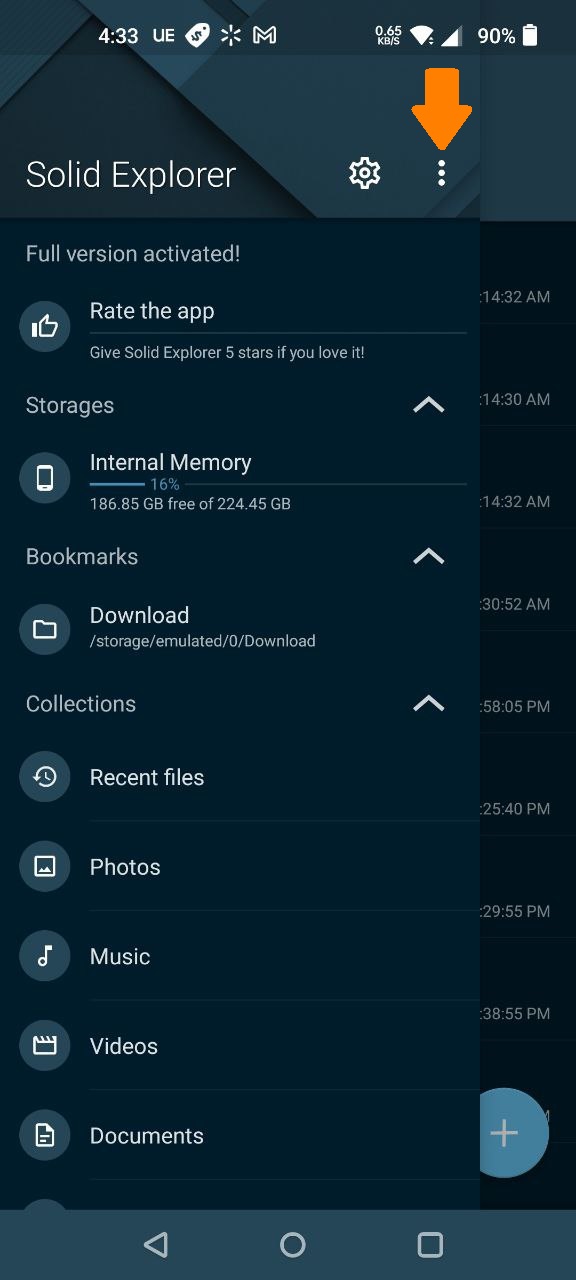 4:33 UE 0.65 KB/S 90%
Solid Explorer
Full version activated!
Rate the app
Give Solid Explorer 5 stars if you love it!
:14:32 AM
Storages
:14:30 AM
Internal Memory
16%
186.85 GB free of 224.45 GB
:14:32 AM
Bookmarks
Download
/storage/emulated/0/Download
:30:52 AM
Collections
:58:05 PM
Recent files
:25:40 PM
Photos
:29:55 PM
Music
:38:55 PM
Videos
Documents